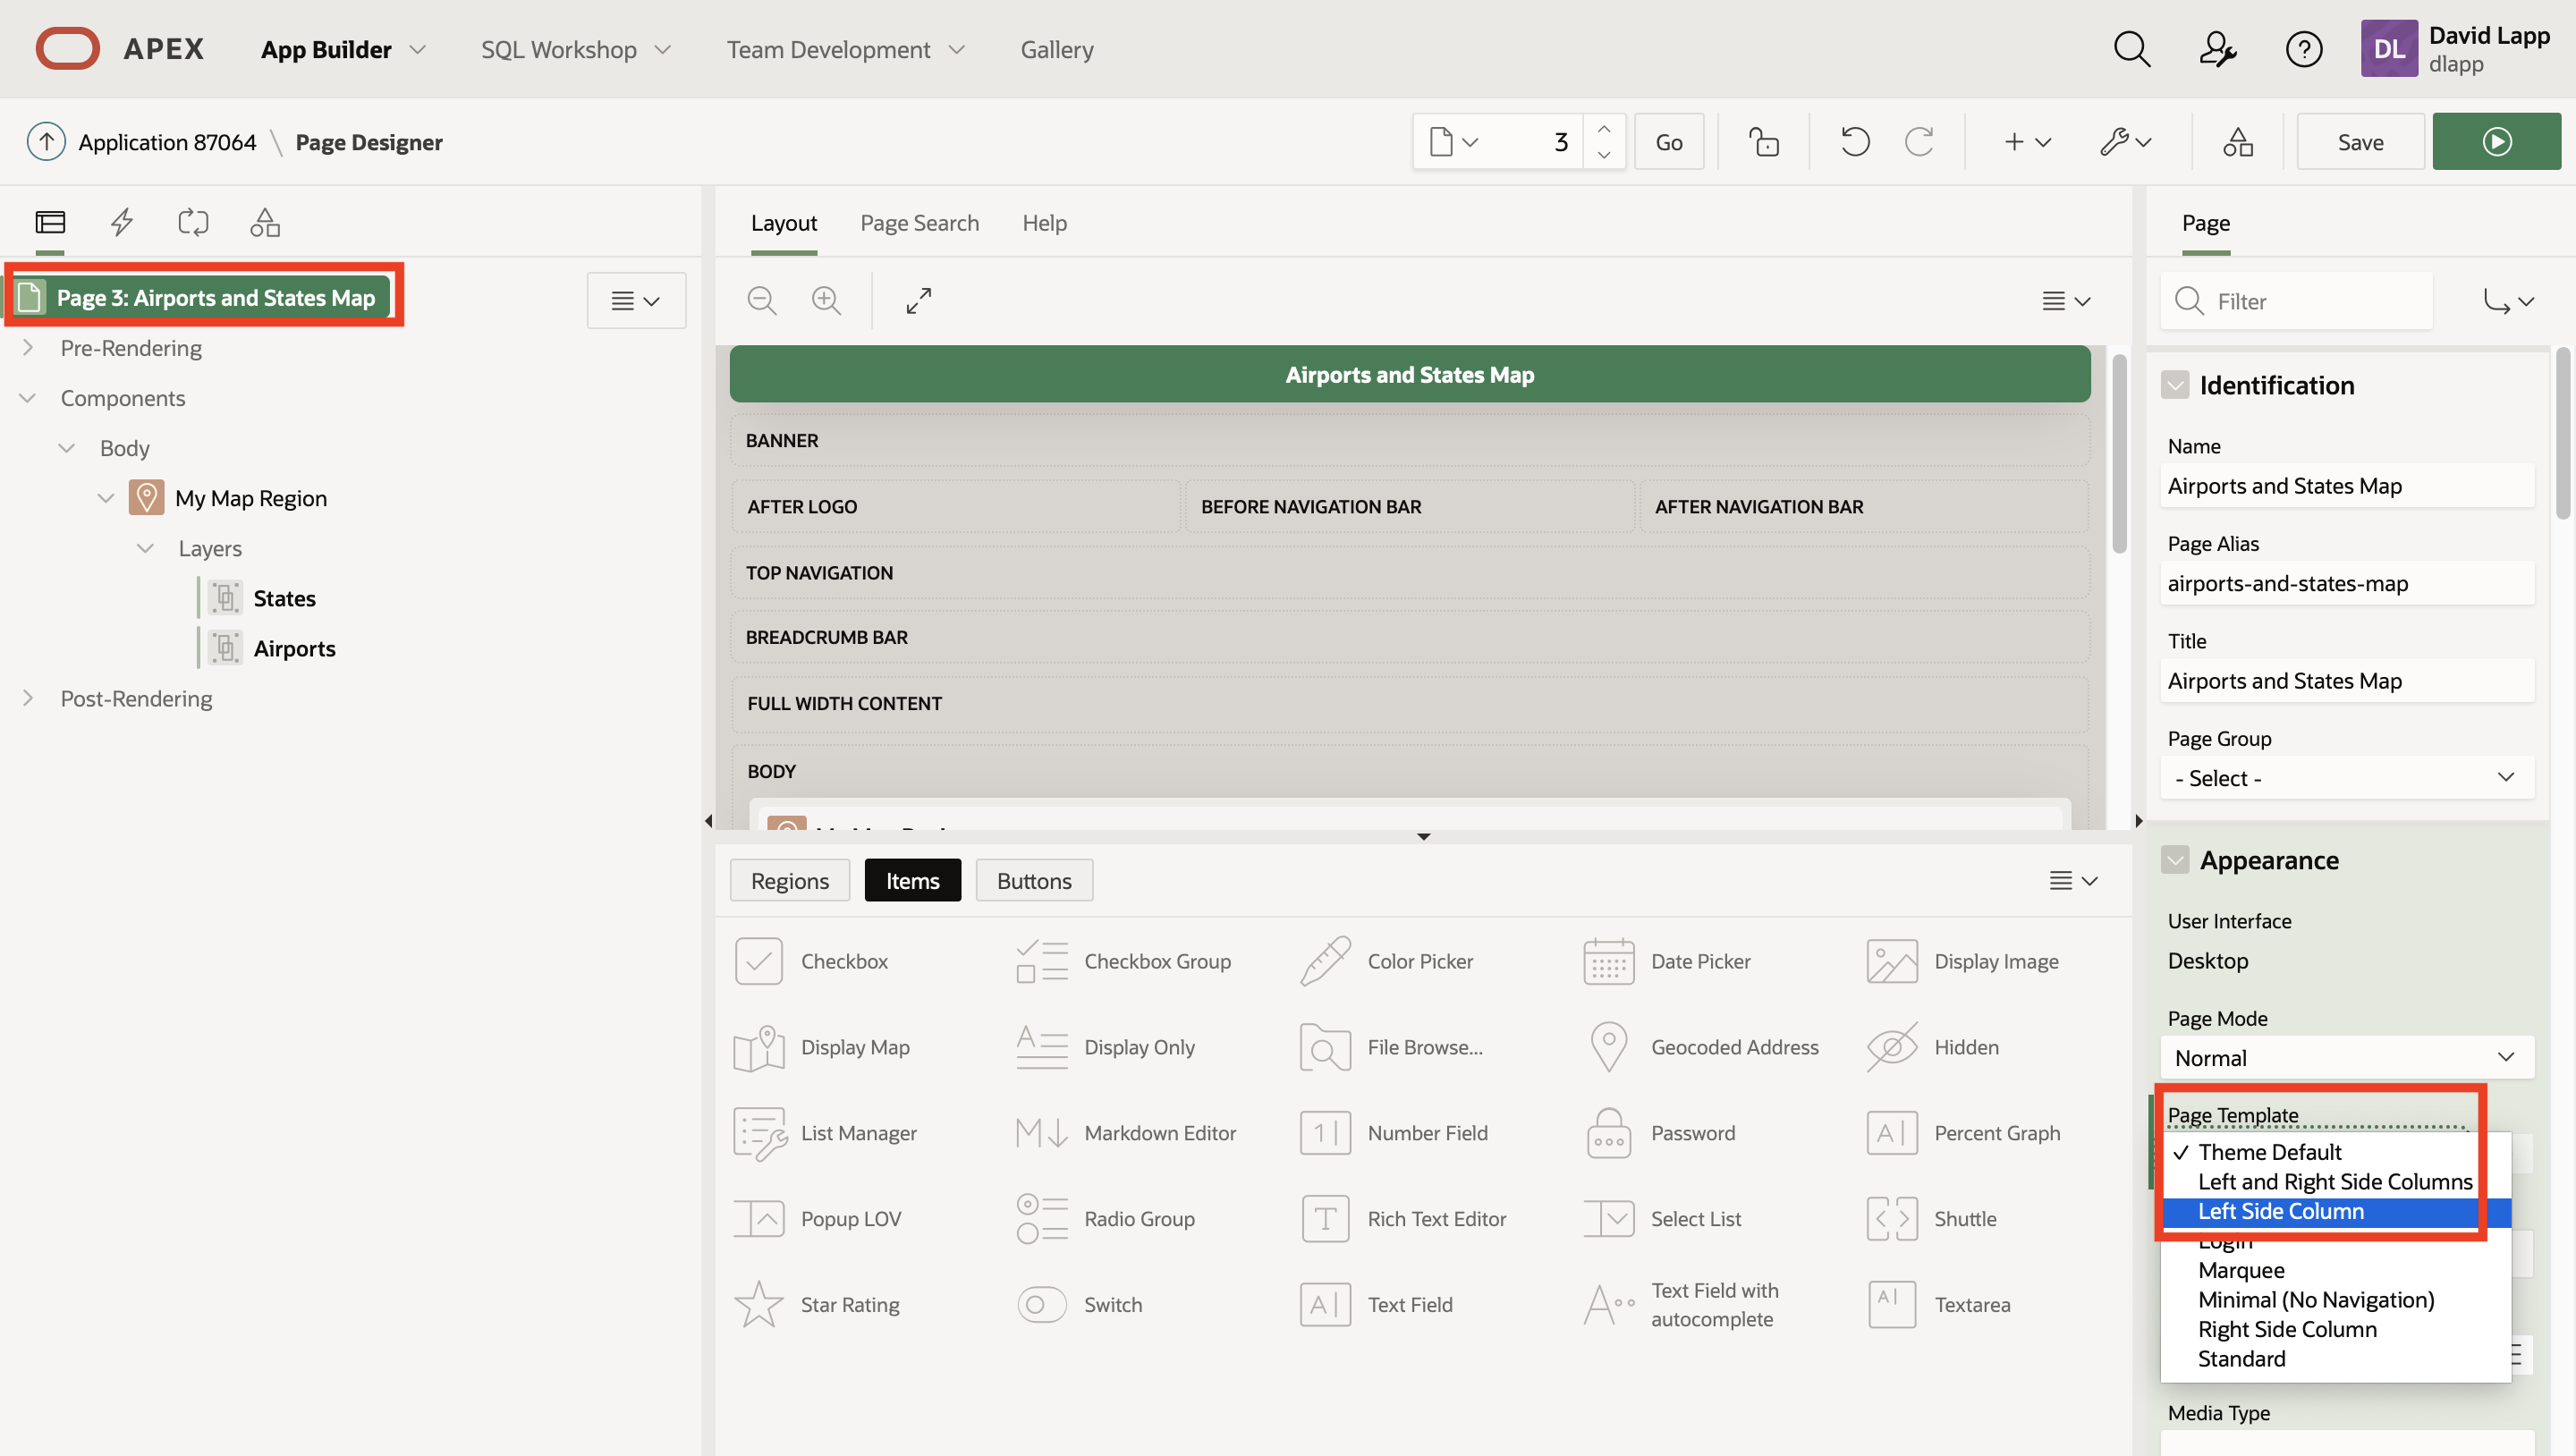 APEX App Builder SQL Workshop Team Development Gallery DL David Lapp
dlapp
Application 87064 \ Page Designer 3 Go Save
Layout Page Search Help Page
Page 3: Airports and States Map
Filter
Pre-Rendering
Components
Body
My Map Region
Layers
States
Airports
Post-Rendering
Airports and States Map
BANNER
AFTER LOGO BEFORE NAVIGATION BAR AFTER NAVIGATION BAR
TOP NAVIGATION
BREADCRUMB BAR
FULL WIDTH CONTENT
BODY
Regions Items Buttons
Checkbox Checkbox Group Color Picker Date Picker Display Image
Display Map Display Only File Browse... Geocoded Address Hidden
List Manager Markdown Editor Number Field Password Percent Graph
Popup LOV Radio Group Rich Text Editor Select List Shuttle
Star Rating Switch Text Field Text Field with autocomplete Textarea
Identification
Name
Airports and States Map
Page Alias
airports-and-states-map
Title
Airports and States Map
Page Group
- Select -
Appearance
User Interface
Desktop
Page Mode
Normal
Page Template
Theme Default
Left and Right Side Columns
Left Side Column
Login
Marquee
Minimal (No Navigation)
Right Side Column
Standard
Media Type